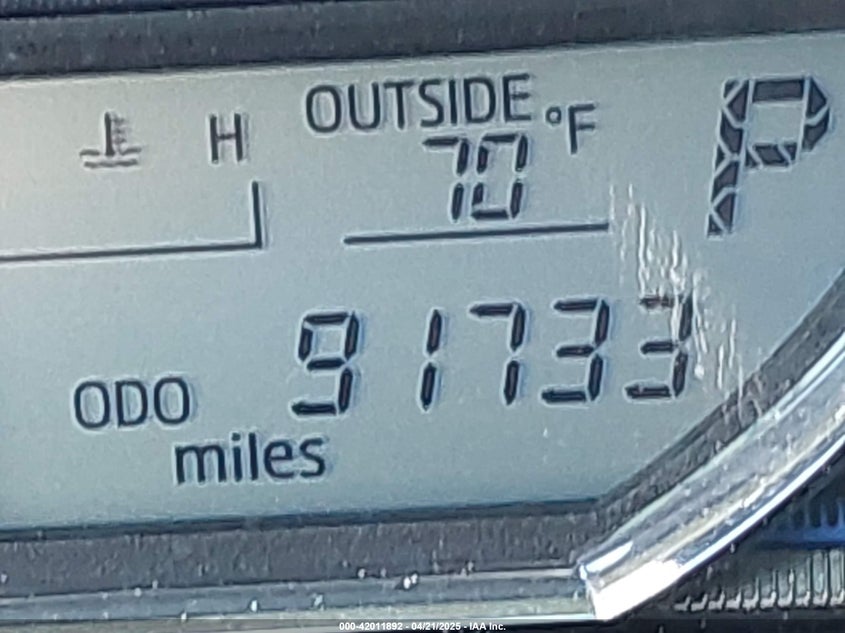 OUTSIDE
H
°F
P
70
91733
ODO
miles
000-42011892 - 04/21/2025 - IAA Inc.